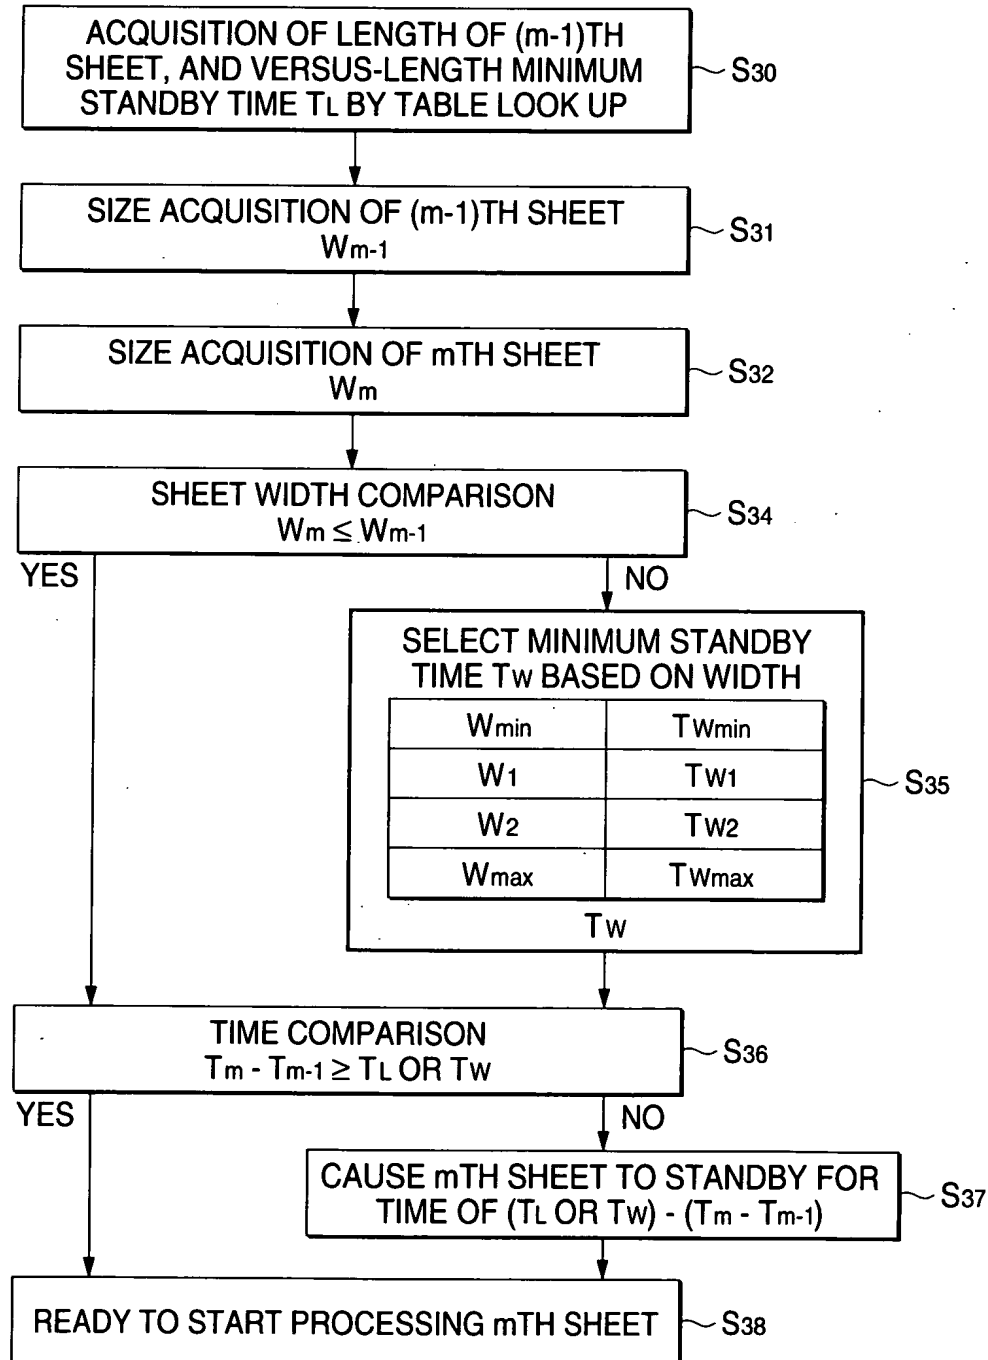 ACQUISITION OF LENGTH OF (m-1)TH
SHEET, AND VERSUS-LENGTH MINIMUM
STANDBY TIME TL BY TABLE LOOK UP
S30
SIZE ACQUISITION OF (m-1)TH SHEET
Wm-1
S31
SIZE ACQUISITION OF mTH SHEET
Wm
S32
SHEET WIDTH COMPARISON
Wm ≤ Wm-1
S34
YES
NO
SELECT MINIMUM STANDBY
TIME TW BASED ON WIDTH
Wmin TWmin
W1 TW1
W2 TW2
Wmax TWmax
TW
S35
TIME COMPARISON
Tm - Tm-1 ≥ TL OR TW
S36
YES
NO
CAUSE mTH SHEET TO STANDBY FOR
TIME OF (TL OR TW) - (Tm - Tm-1)
S37
READY TO START PROCESSING mTH SHEET
S38